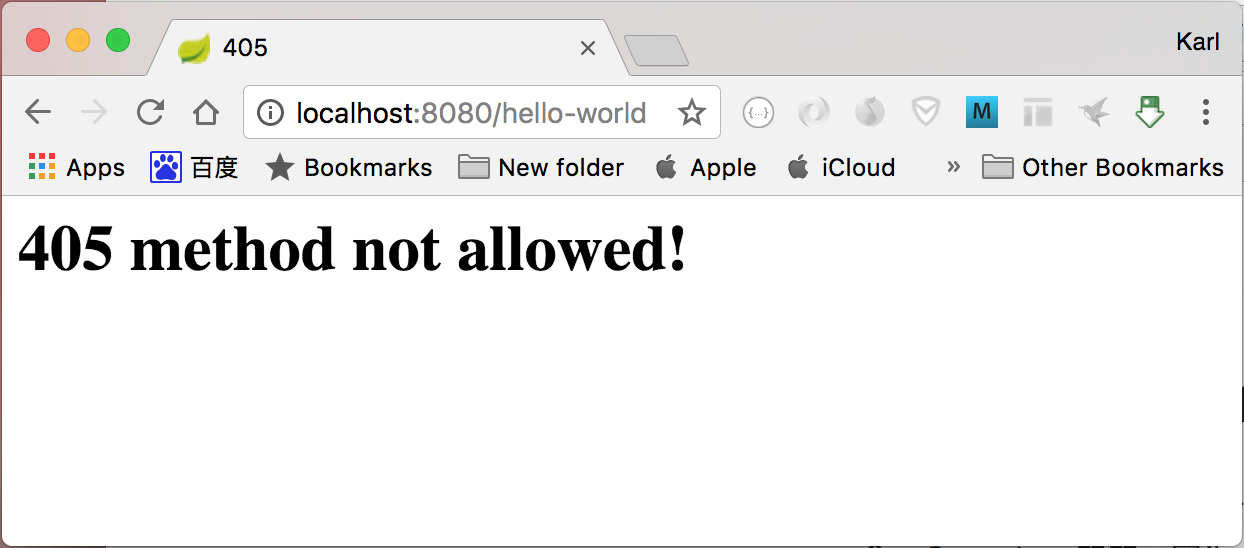 405
Karl
localhost:8080/hello-world
{...}
M
Apps
百度
Bookmarks
New folder
Apple
iCloud
»
Other Bookmarks
405 method not allowed!